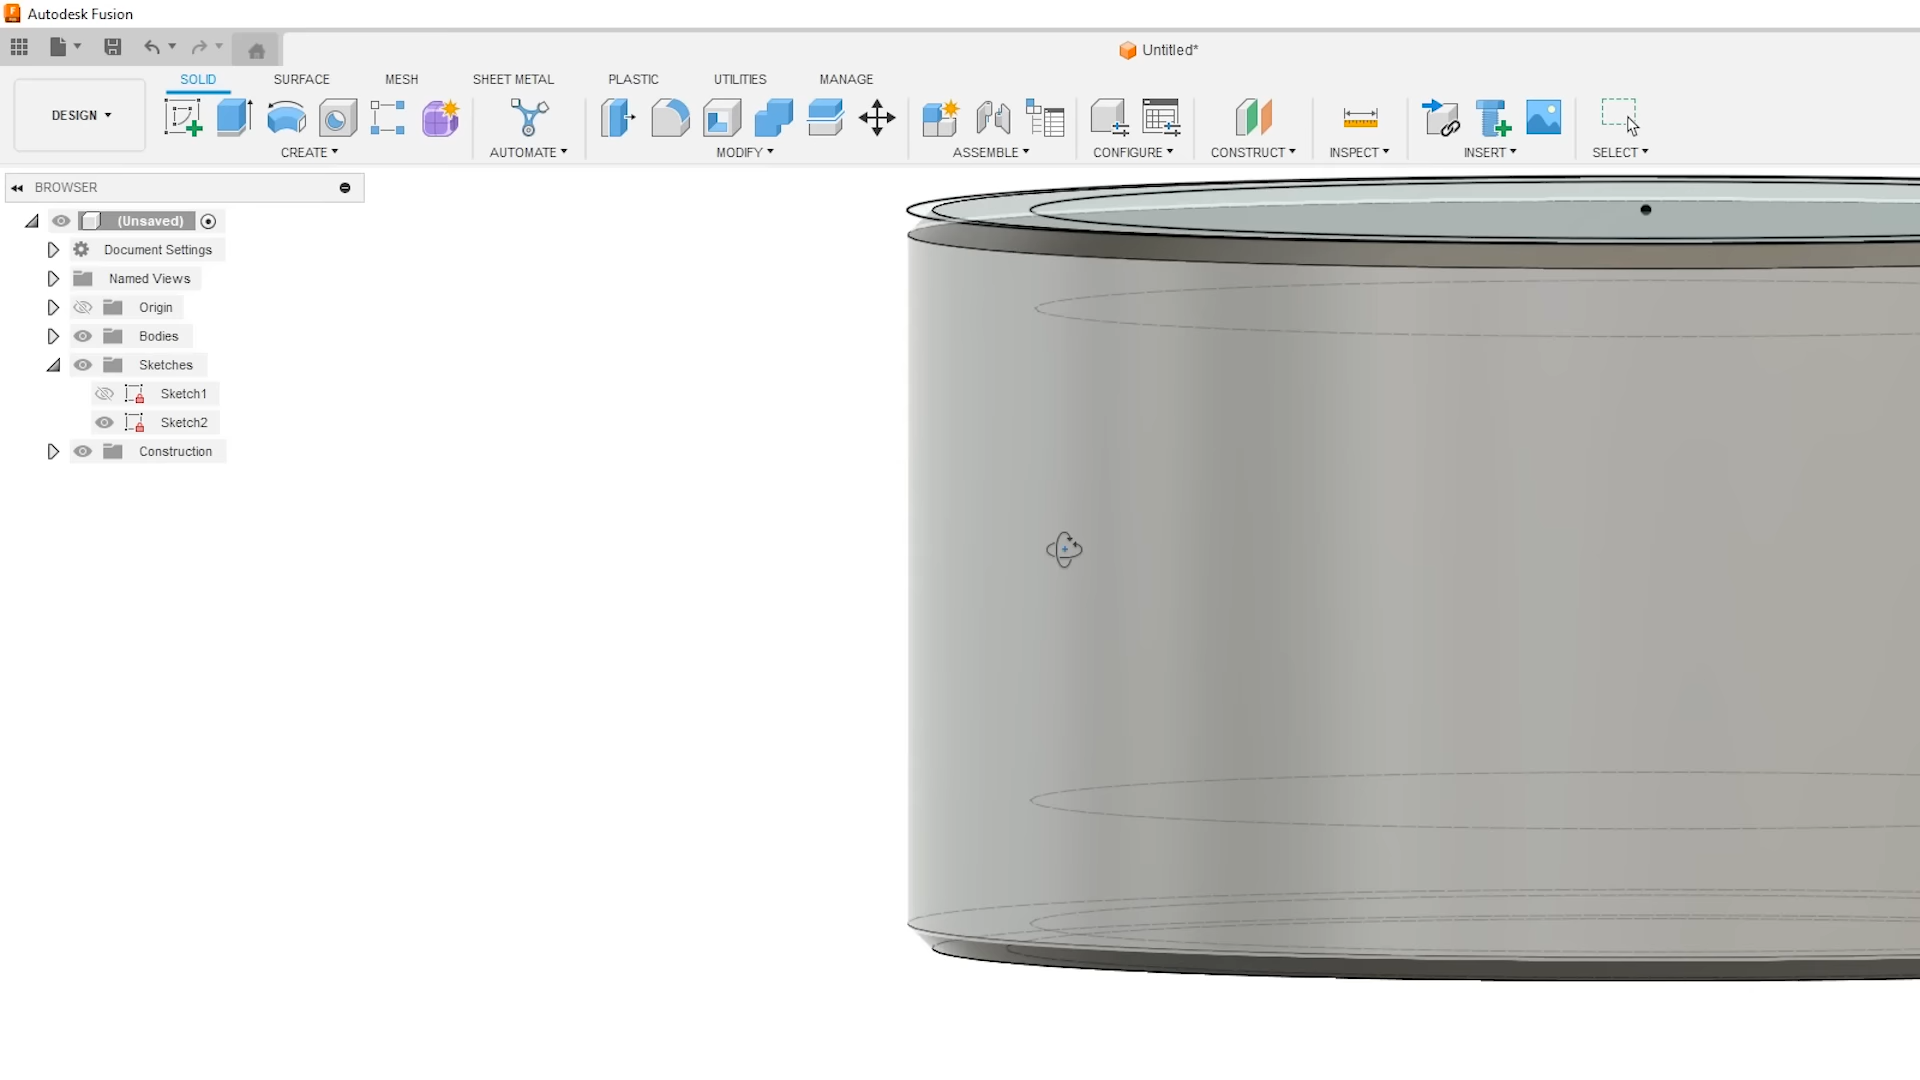 Autodesk Fusion
Untitled*
SOLID SURFACE MESH SHEET METAL PLASTIC UTILITIES MANAGE
DESIGN
CREATE AUTOMATE MODIFY ASSEMBLE CONFIGURE CONSTRUCT INSPECT INSERT SELECT
BROWSER
(Unsaved)
Document Settings
Named Views
Origin
Bodies
Sketches
Sketch1
Sketch2
Construction